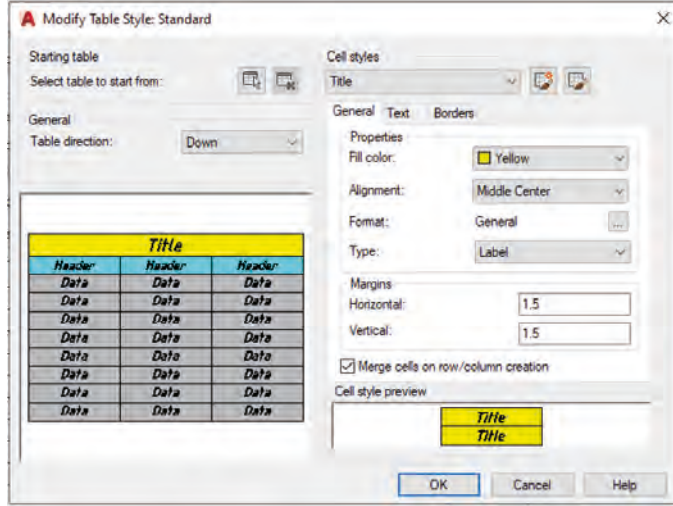 Modify Table Style: Standard
Starting table
Select table to start from:
General
Table direction: Down
Title
Header Header Header
Data Data Data
Data Data Data
Data Data Data
Data Data Data
Data Data Data
Data Data Data
Data Data Data
Data Data Data
Cell styles
Title
General Text Borders
Properties
Fill color: Yellow
Alignment: Middle Center
Format: General ...
Type: Label
Margins
Horizontal: 1.5
Vertical: 1.5
Merge cells on row/column creation
Cell style preview
Title
Title
OK Cancel Help